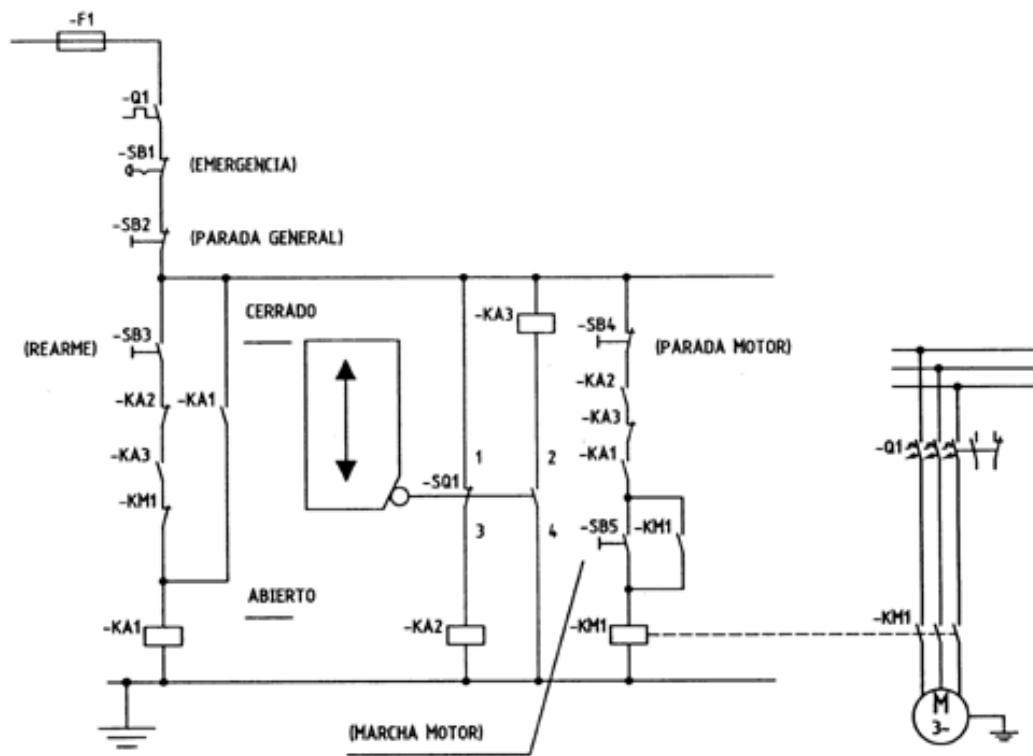 -F1
-Q1
-SB1 (EMERGENCIA)
-SB2 (PARADA GENERAL)
CERRADO
-KA3
(REARME) -SB3
-SB4 (PARADA MOTOR)
-KA2 -KA1
-KA2
-KA3
-KA3
-KA1
-Q1
1 2
-SQ1
-KM1
3 4
-SB5 -KM1
ABIERTO
-KA1
-KA2
-KM1
-KM1
M
3~
(MARCHA MOTOR)